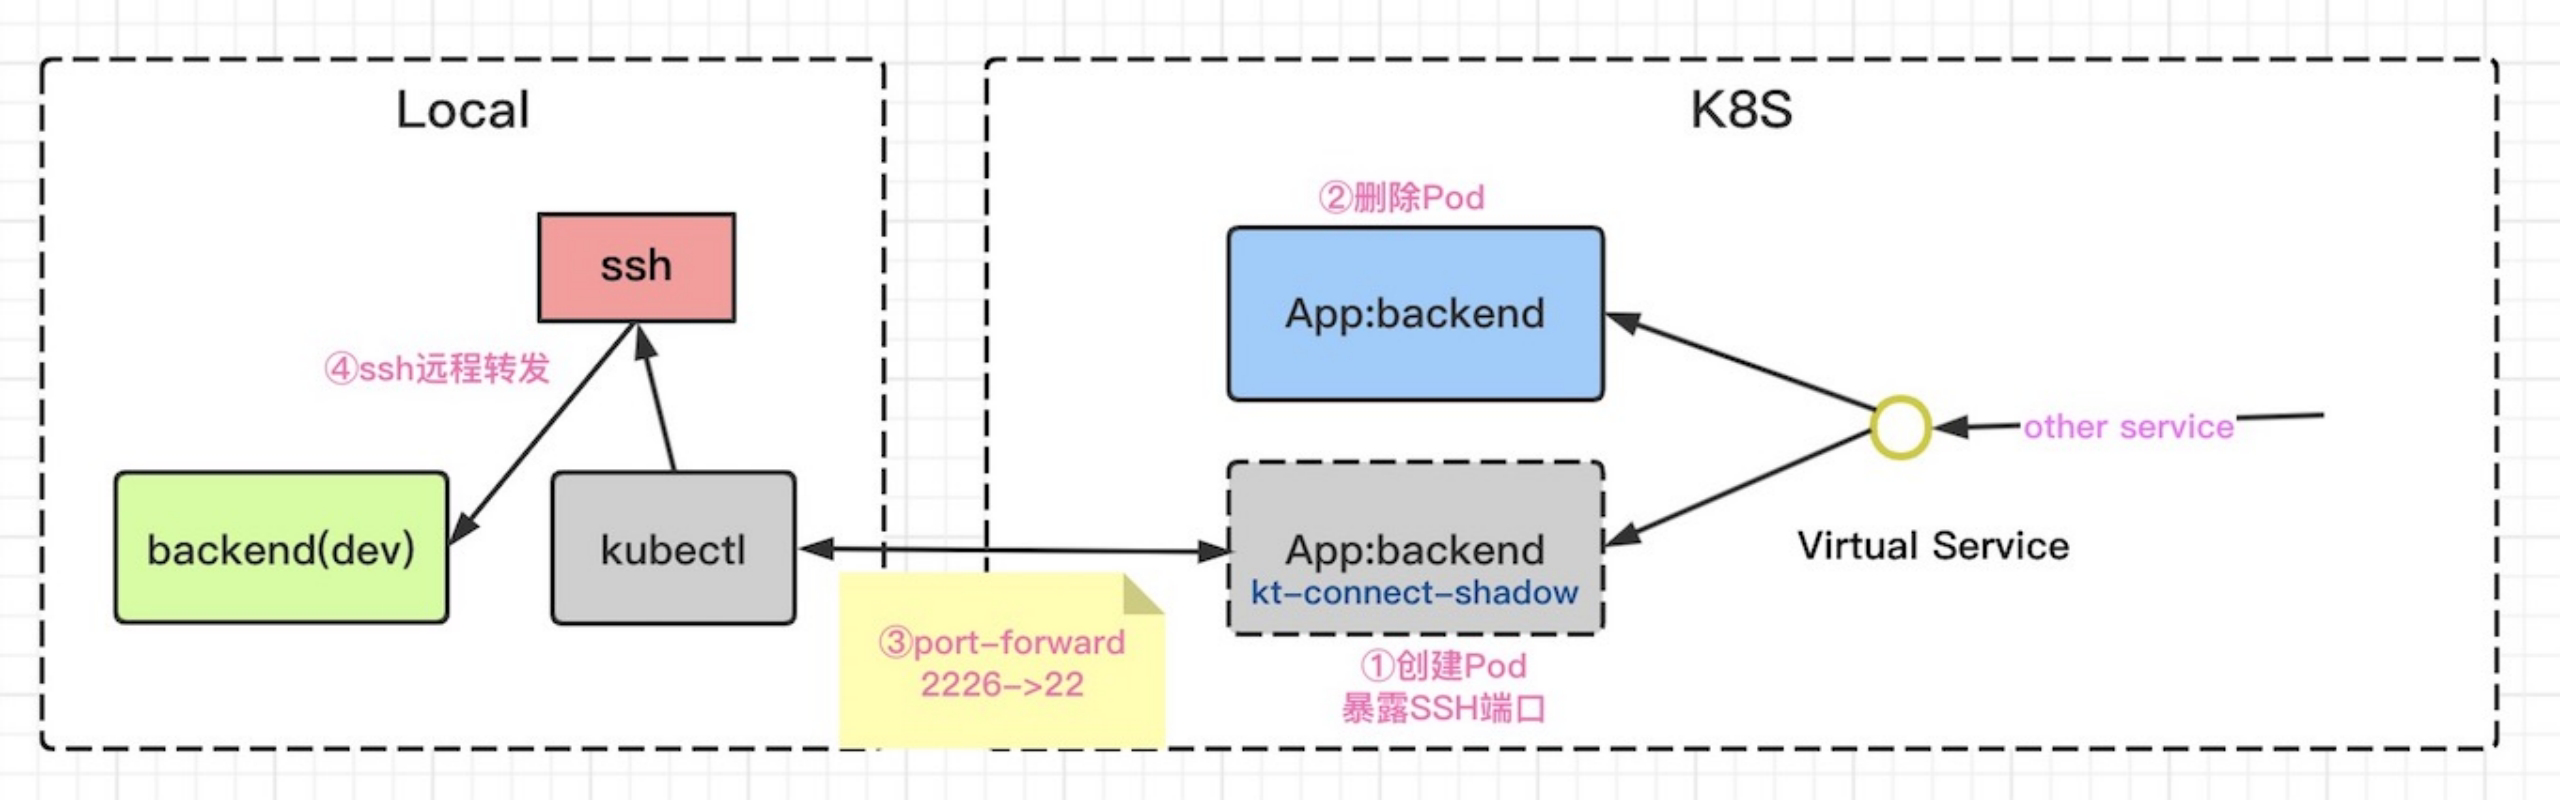 Local
K8S
②删除Pod
ssh
App:backend
④ssh远程转发
other service
backend(dev)
kubectl
App:backend
kt-connect-shadow
Virtual Service
③port-forward
2226->22
①创建Pod
暴露SSH端口